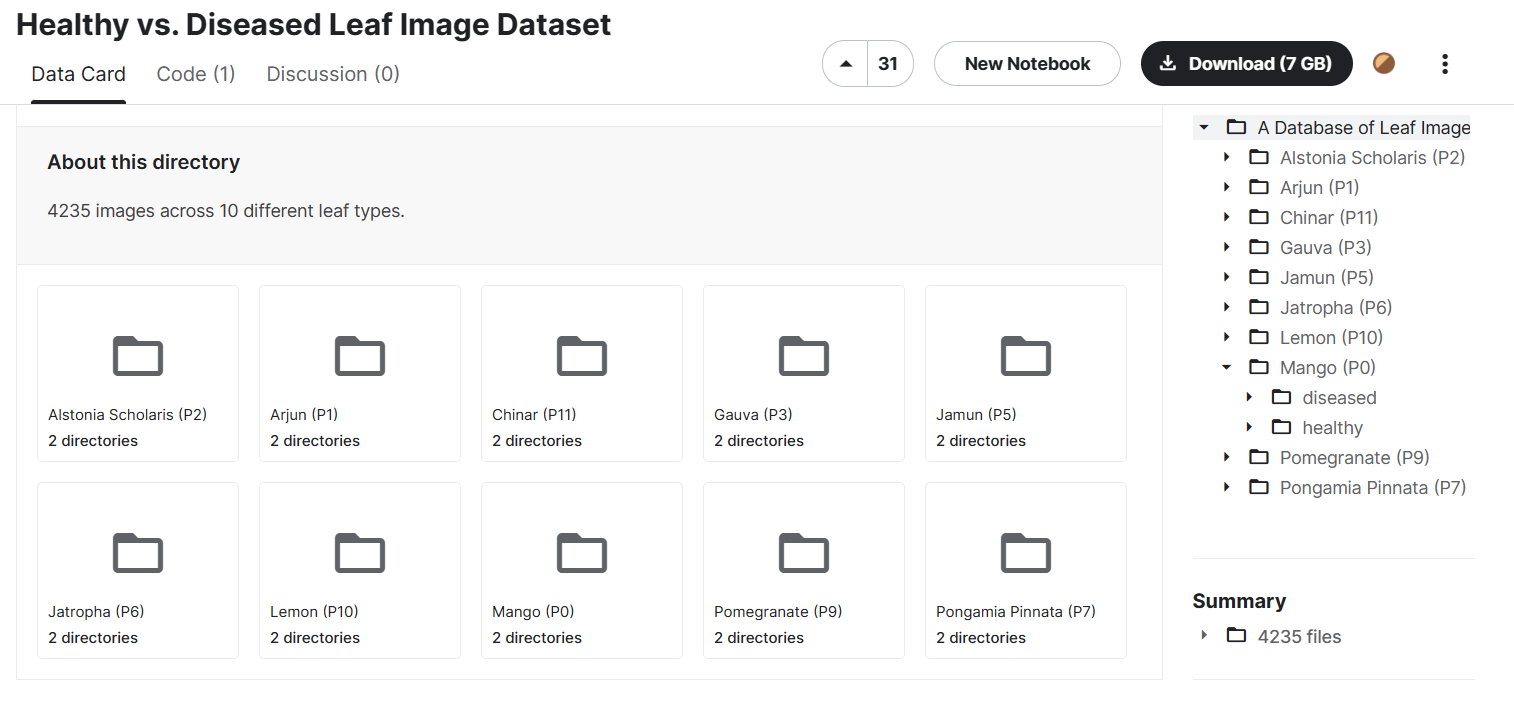 Healthy vs. Diseased Leaf Image Dataset
Data Card Code (1) Discussion (0)
31 New Notebook Download (7 GB)
About this directory
4235 images across 10 different leaf types.
Alstonia Scholaris (P2)
2 directories
Arjun (P1)
2 directories
Chinar (P11)
2 directories
Gauva (P3)
2 directories
Jamun (P5)
2 directories
Jatropha (P6)
2 directories
Lemon (P10)
2 directories
Mango (P0)
2 directories
Pomegranate (P9)
2 directories
Pongamia Pinnata (P7)
2 directories
A Database of Leaf Image
Alstonia Scholaris (P2)
Arjun (P1)
Chinar (P11)
Gauva (P3)
Jamun (P5)
Jatropha (P6)
Lemon (P10)
Mango (P0)
diseased
healthy
Pomegranate (P9)
Pongamia Pinnata (P7)
Summary
4235 files